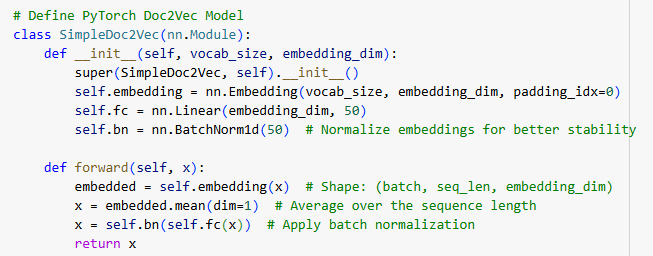 # Define PyTorch Doc2Vec Model
class SimpleDoc2Vec(nn.Module):
    def __init__(self, vocab_size, embedding_dim):
        super(SimpleDoc2Vec, self).__init__()
        self.embedding = nn.Embedding(vocab_size, embedding_dim, padding_idx=0)
        self.fc = nn.Linear(embedding_dim, 50)
        self.bn = nn.BatchNorm1d(50)  # Normalize embeddings for better stability
    def forward(self, x):
        embedded = self.embedding(x)  # Shape: (batch, seq_len, embedding_dim)
        x = embedded.mean(dim=1)  # Average over the sequence length
        x = self.bn(self.fc(x))  # Apply batch normalization
        return x